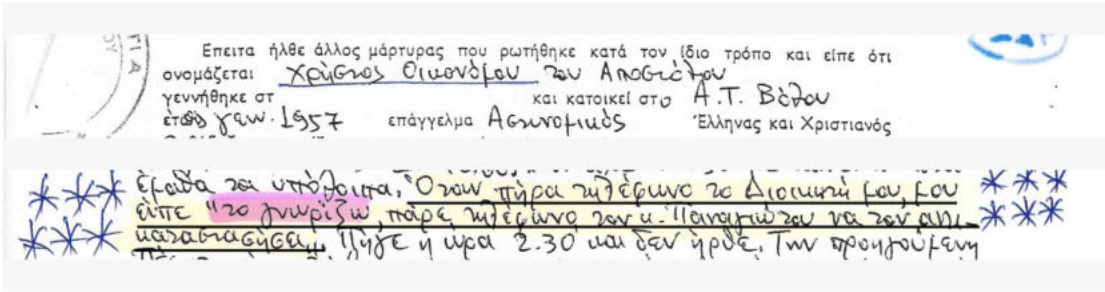 Επειτα ήλθε άλλος μάρτυρας που ρωτήθηκε κατά τον ίδιο τρόπο και είπε ότι
ονομάζεται Χρήστος Οικονόμου του Αποστόλου
γεννήθηκε στ και κατοικεί στο Α.Τ. Βόλου
έτος γεν. 1957 επάγγελμα Αστυνομικός Έλληνας και Χριστιανός
έμαθα τα υπόλοιπα. Όταν πήρα τηλέφωνο το Διοικητή μου, μου
είπε "το γνωρίζω, πάρε τηλέφωνο τον κ. Παναγιώτου να τον αντι-
καταστήσει,, Πήγε η ώρα 2.30' και δεν ήρθε. Την προηγούμενη